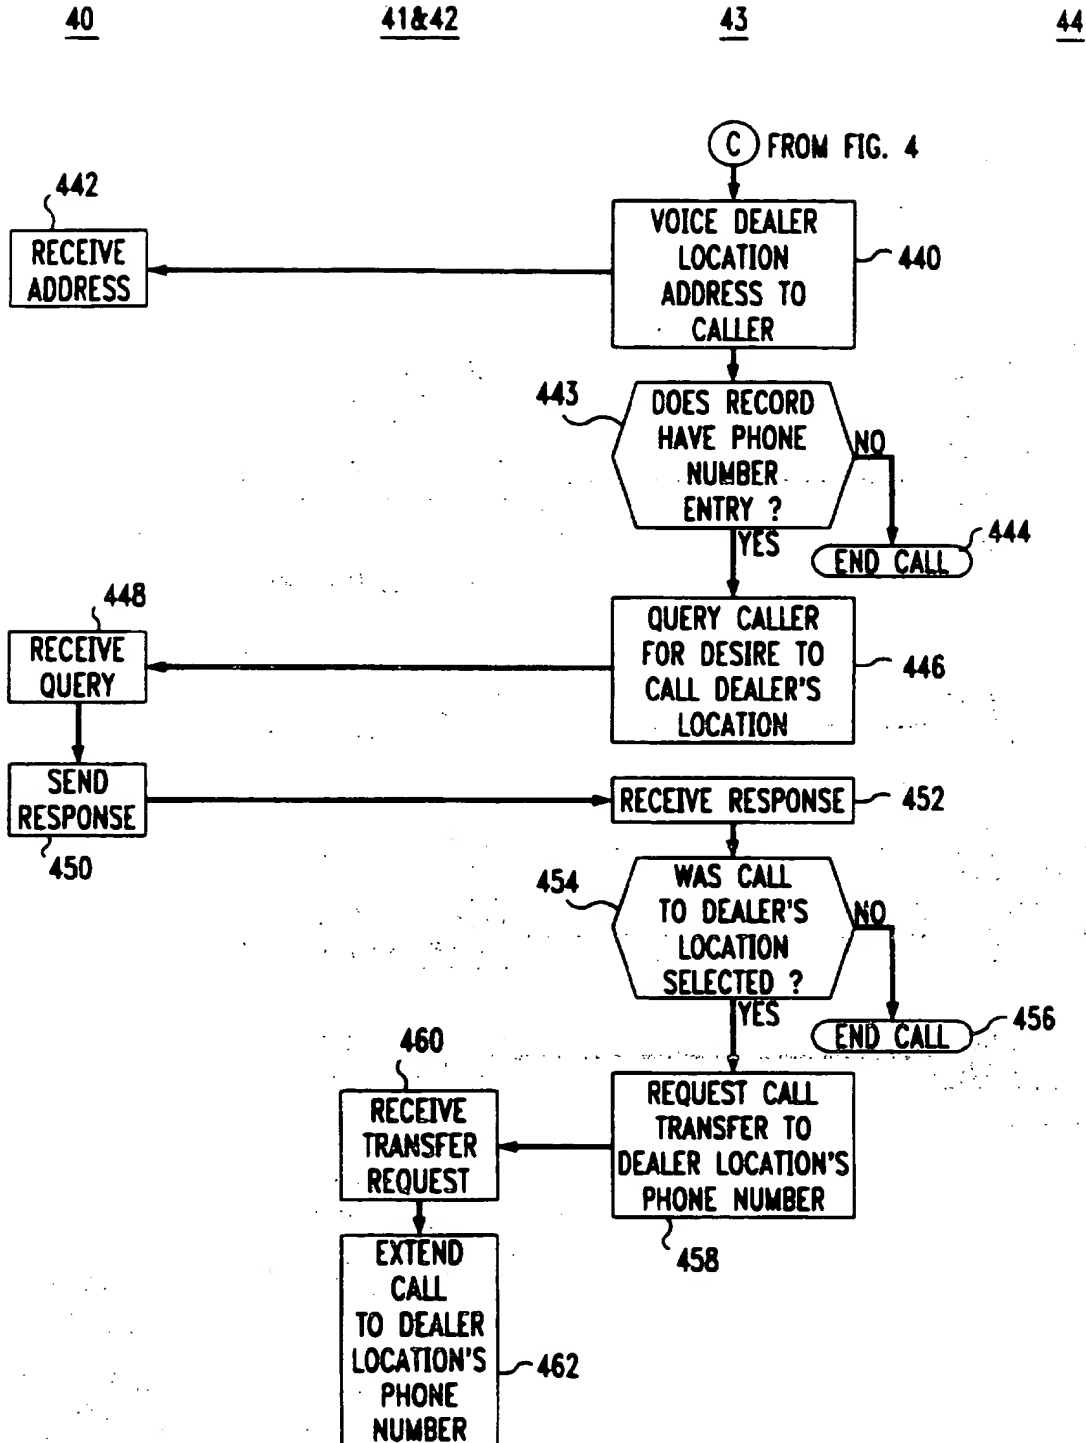 40
41&42
43
44
C FROM FIG. 4
442
RECEIVE
ADDRESS
VOICE DEALER
LOCATION
ADDRESS TO
CALLER
440
443
DOES RECORD
HAVE PHONE
NUMBER
ENTRY ?
NO
444
YES
END CALL
448
RECEIVE
QUERY
QUERY CALLER
FOR DESIRE TO
CALL DEALER'S
LOCATION
446
SEND
RESPONSE
450
RECEIVE RESPONSE
452
454
WAS CALL
TO DEALER'S
LOCATION
SELECTED ?
NO
YES
456
END CALL
460
RECEIVE
TRANSFER
REQUEST
REQUEST CALL
TRANSFER TO
DEALER LOCATION'S
PHONE NUMBER
458
EXTEND
CALL
TO DEALER
LOCATION'S
PHONE
NUMBER
462